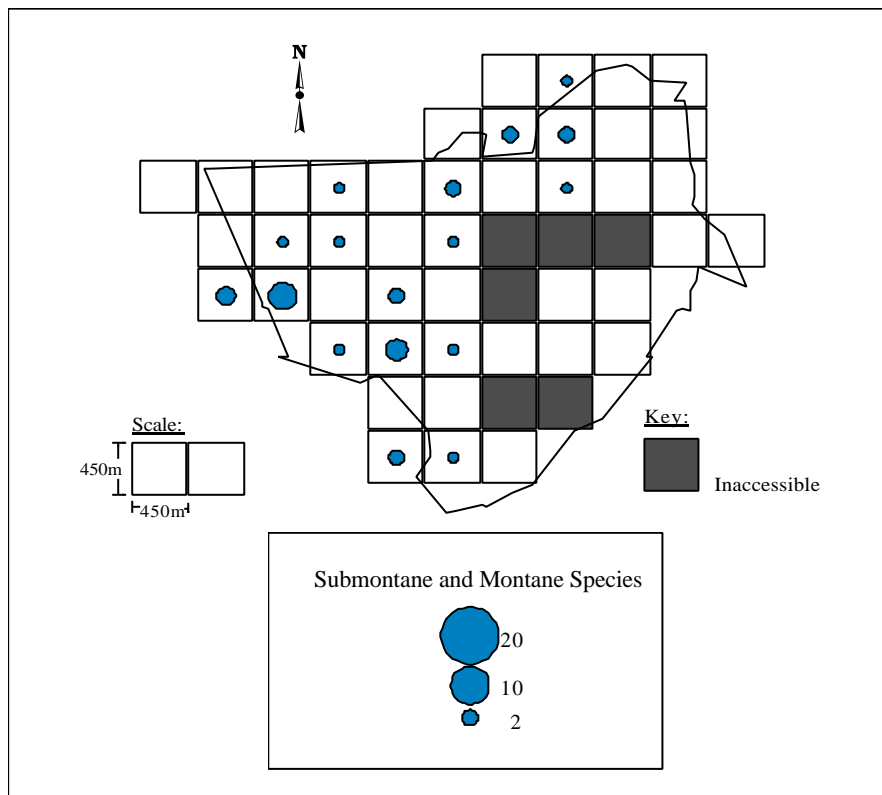 N
Scale:
450m
450m
Key:
Inaccessible
Submontane and Montane Species
20
10
2